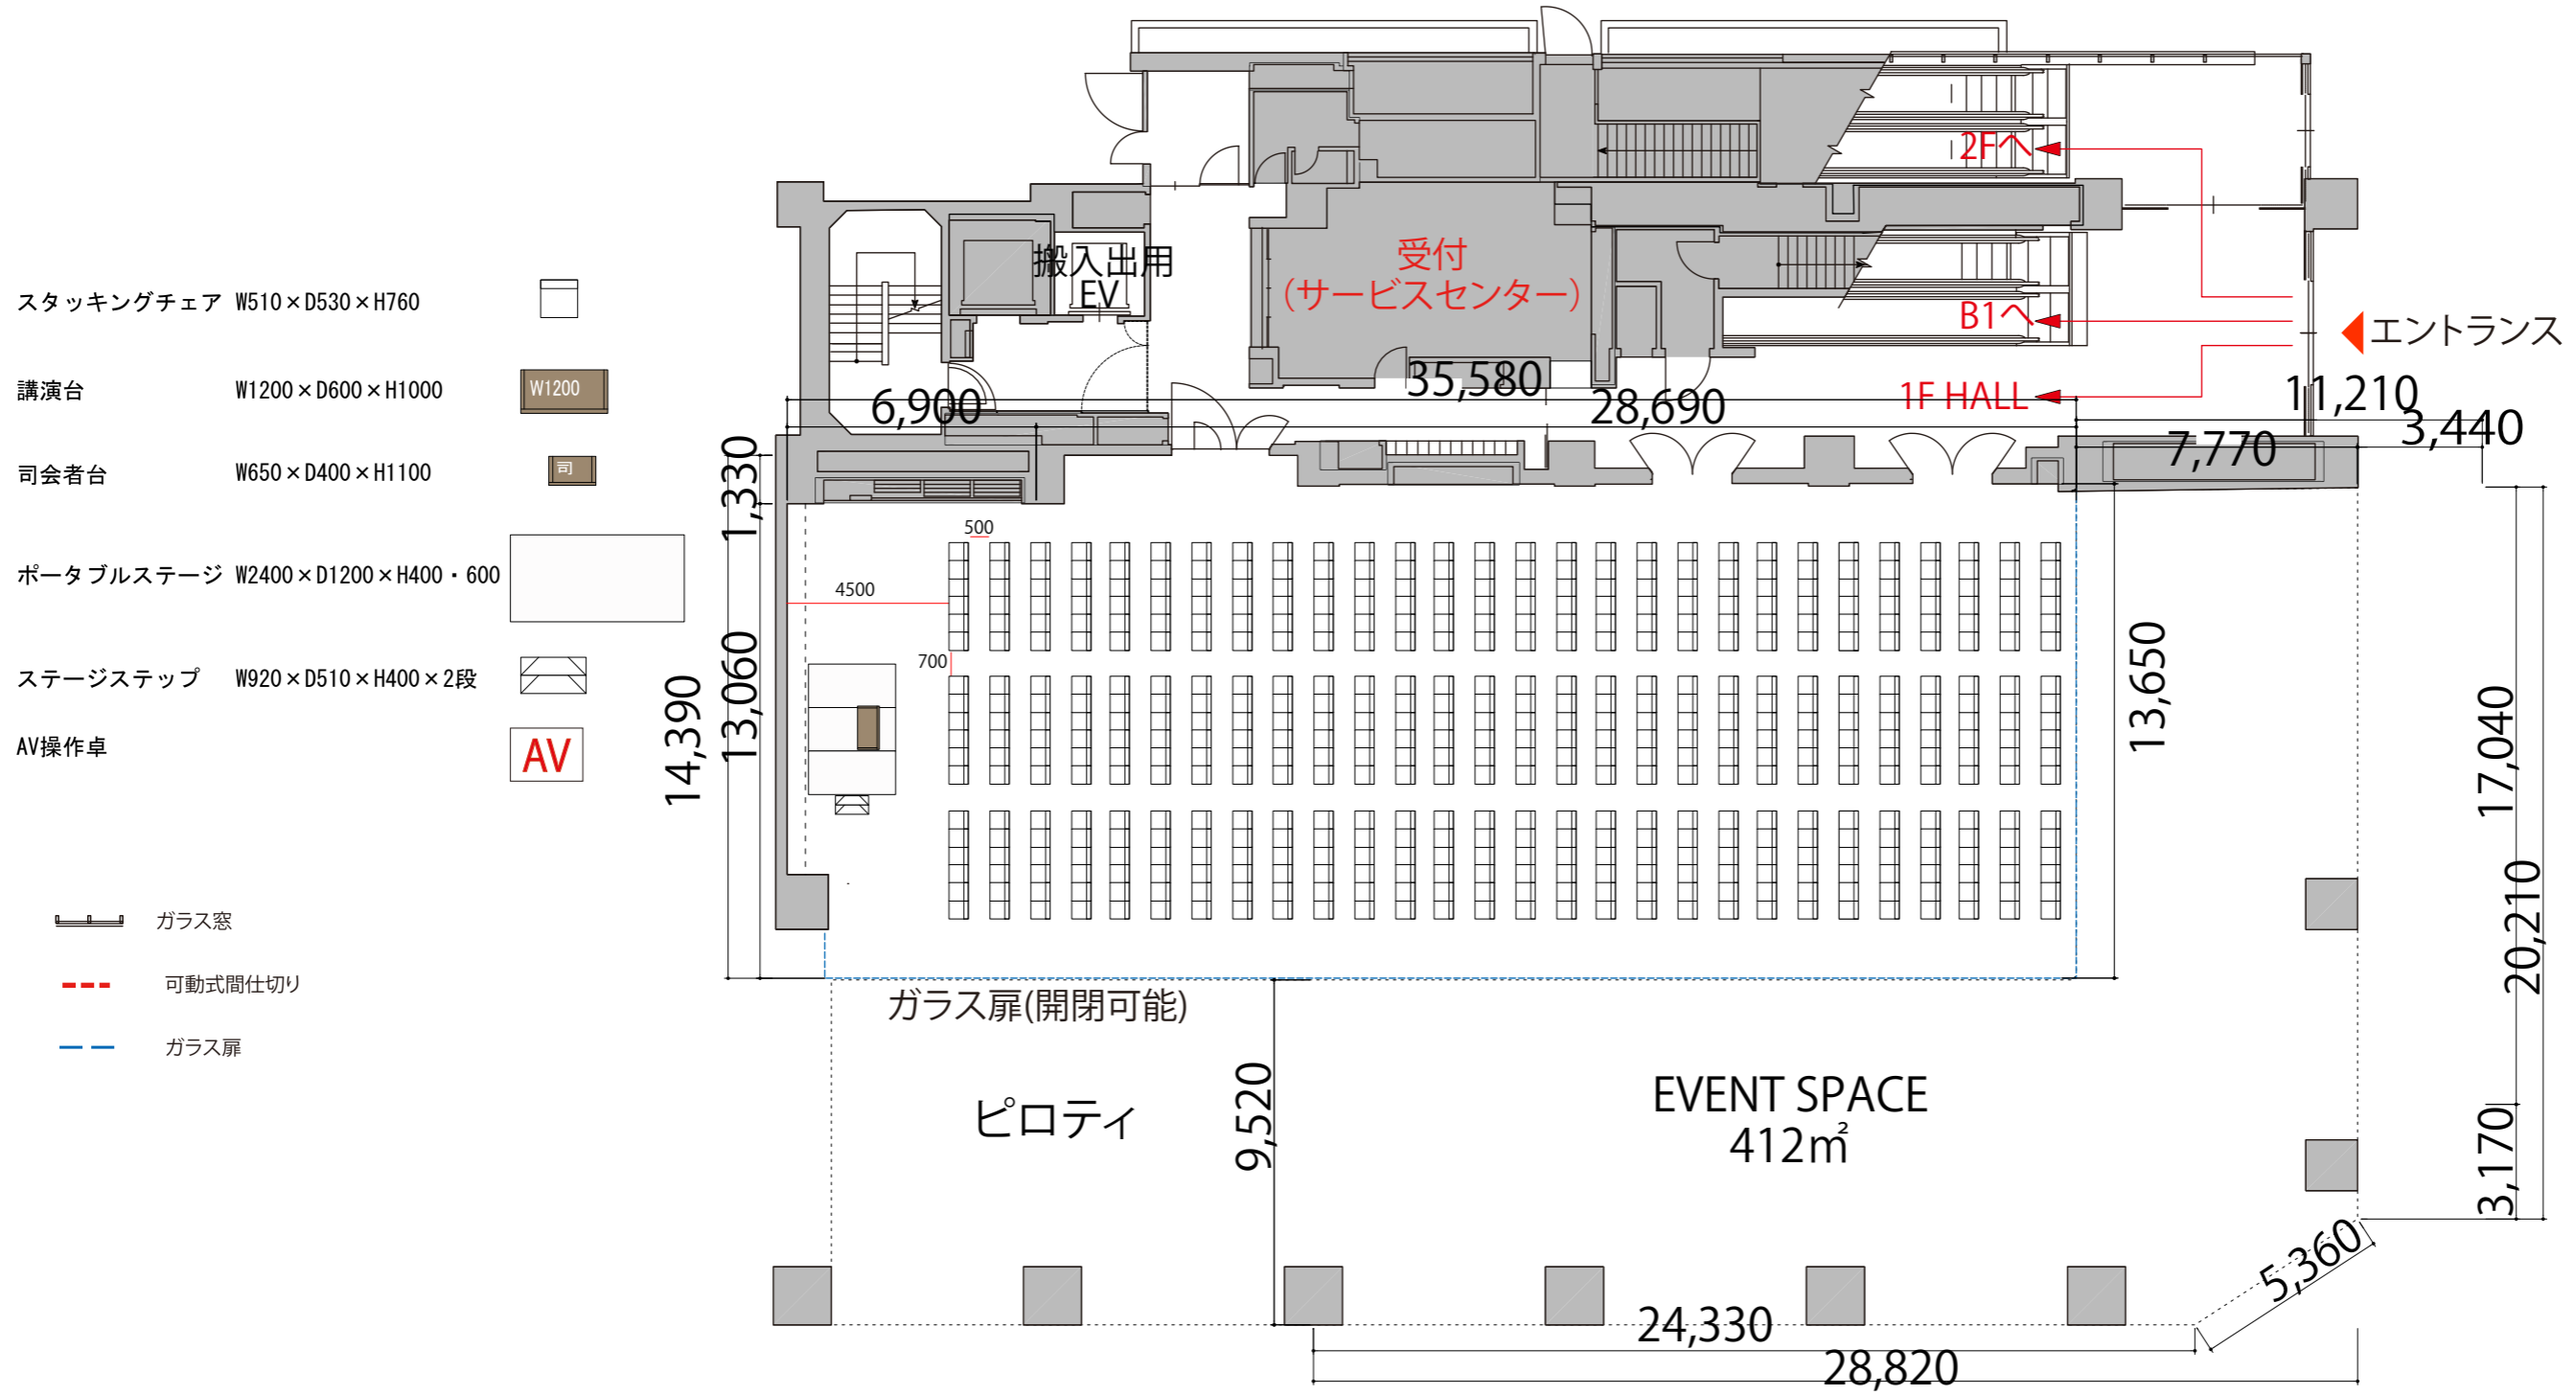 スタッキングチェア W510×D530×H760
講演台 W1200×D600×H1000
W1200
司会者台 W650×D400×H1100
司
ポータブルステージ W2400×D1200×H400・600
ステージステップ W920×D510×H400×2段
AV操作卓
AV
ガラス窓
可動式間仕切り
ガラス扉
搬入出用
EV
受付
（サービスセンター）
2Fへ
B1へ
1F HALL
エントランス
35,580
6,900
28,690
11,210
3,440
7,770
1,330
13,060
14,390
500
4500
700
13,650
17,040
20,210
3,170
5,360
ガラス扉(開閉可能)
ピロティ
9,520
EVENT SPACE
412㎡
24,330
28,820